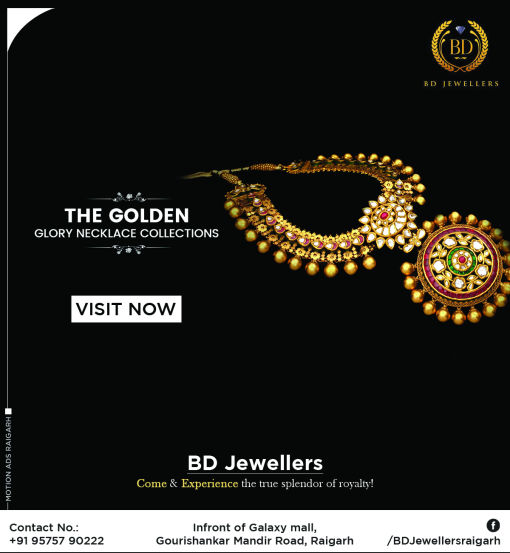 BD
BD JEWELLERS
THE GOLDEN
GLORY NECKLACE COLLECTIONS
VISIT NOW
MOTION ADS RAIGARH
BD Jewellers
Come & Experience the true splendor of royalty!
Contact No.:
+91 95757 90222
Infront of Galaxy mall,
Gourishankar Mandir Road, Raigarh
/BDJewellersraigarh